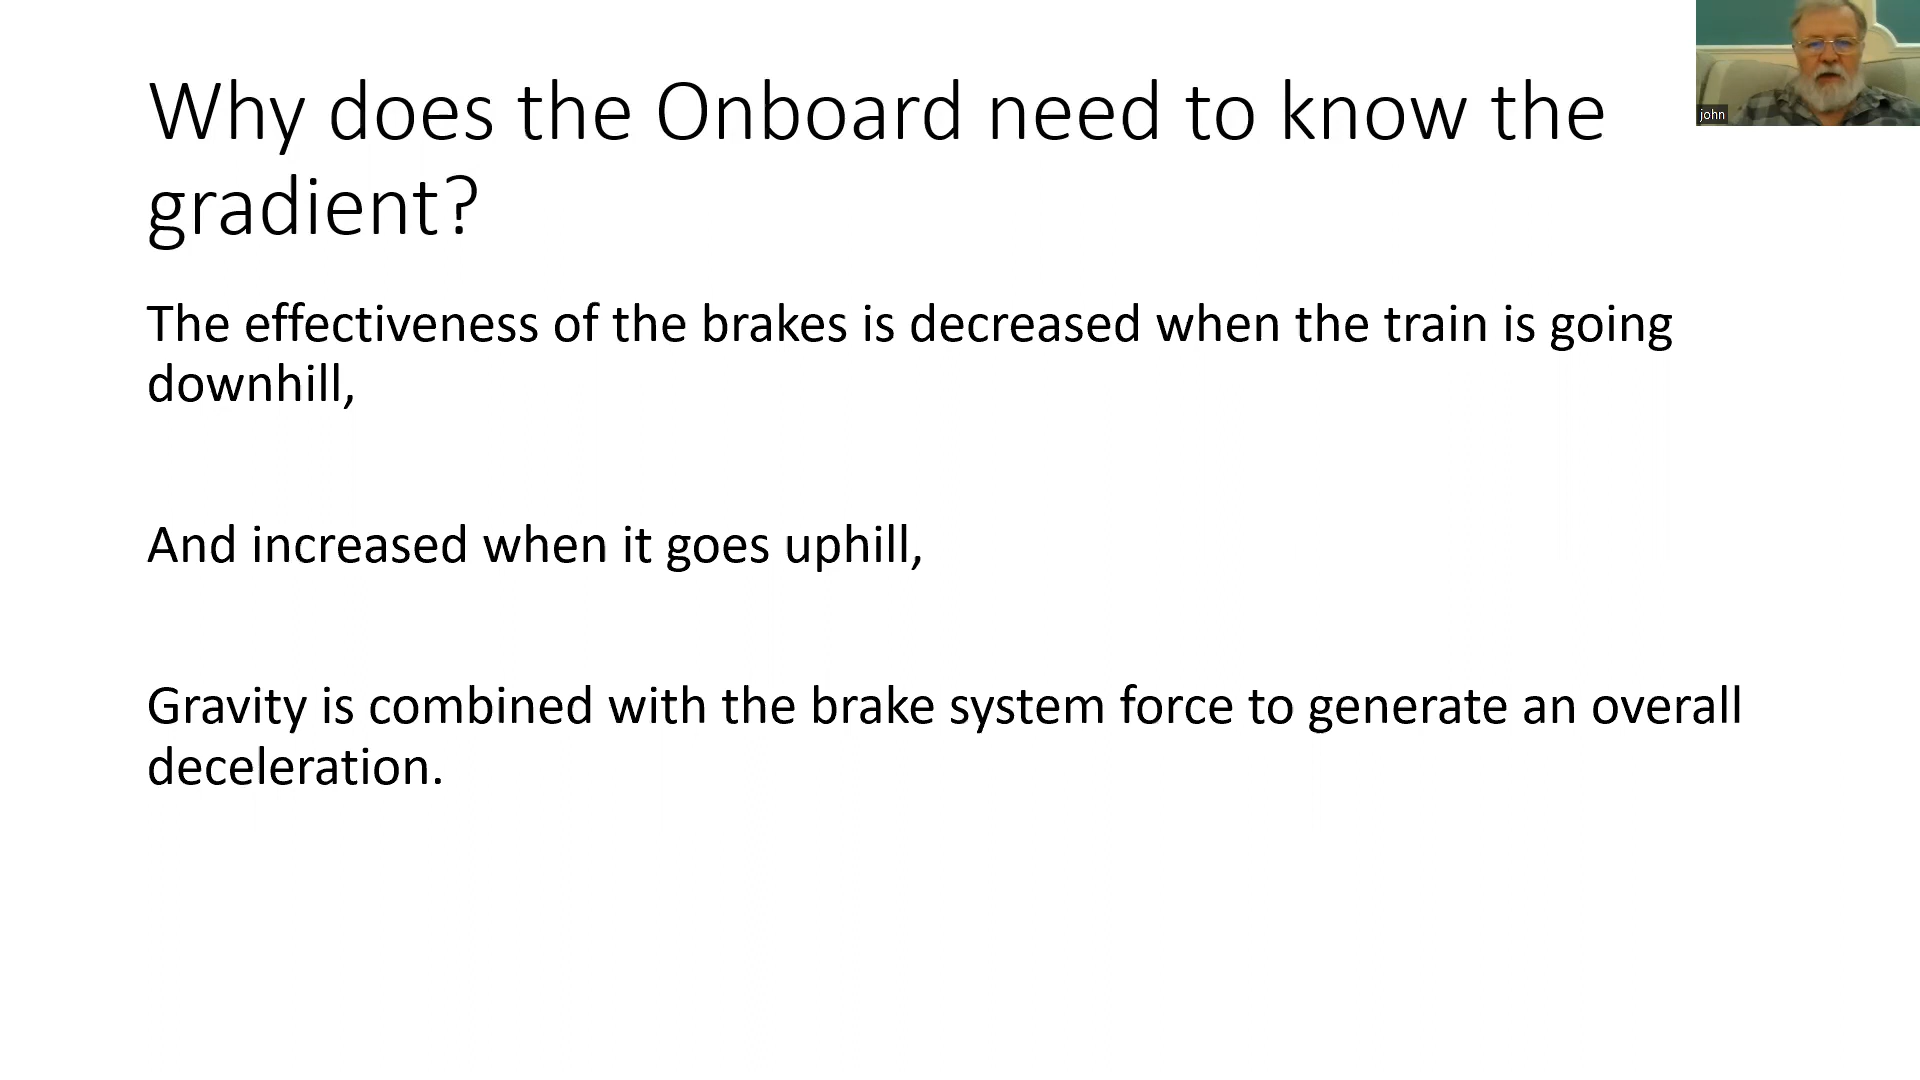 Why does the Onboard need to know the
gradient?
john
The effectiveness of the brakes is decreased when the train is going
downhill,
And increased when it goes uphill,
Gravity is combined with the brake system force to generate an overall
deceleration.